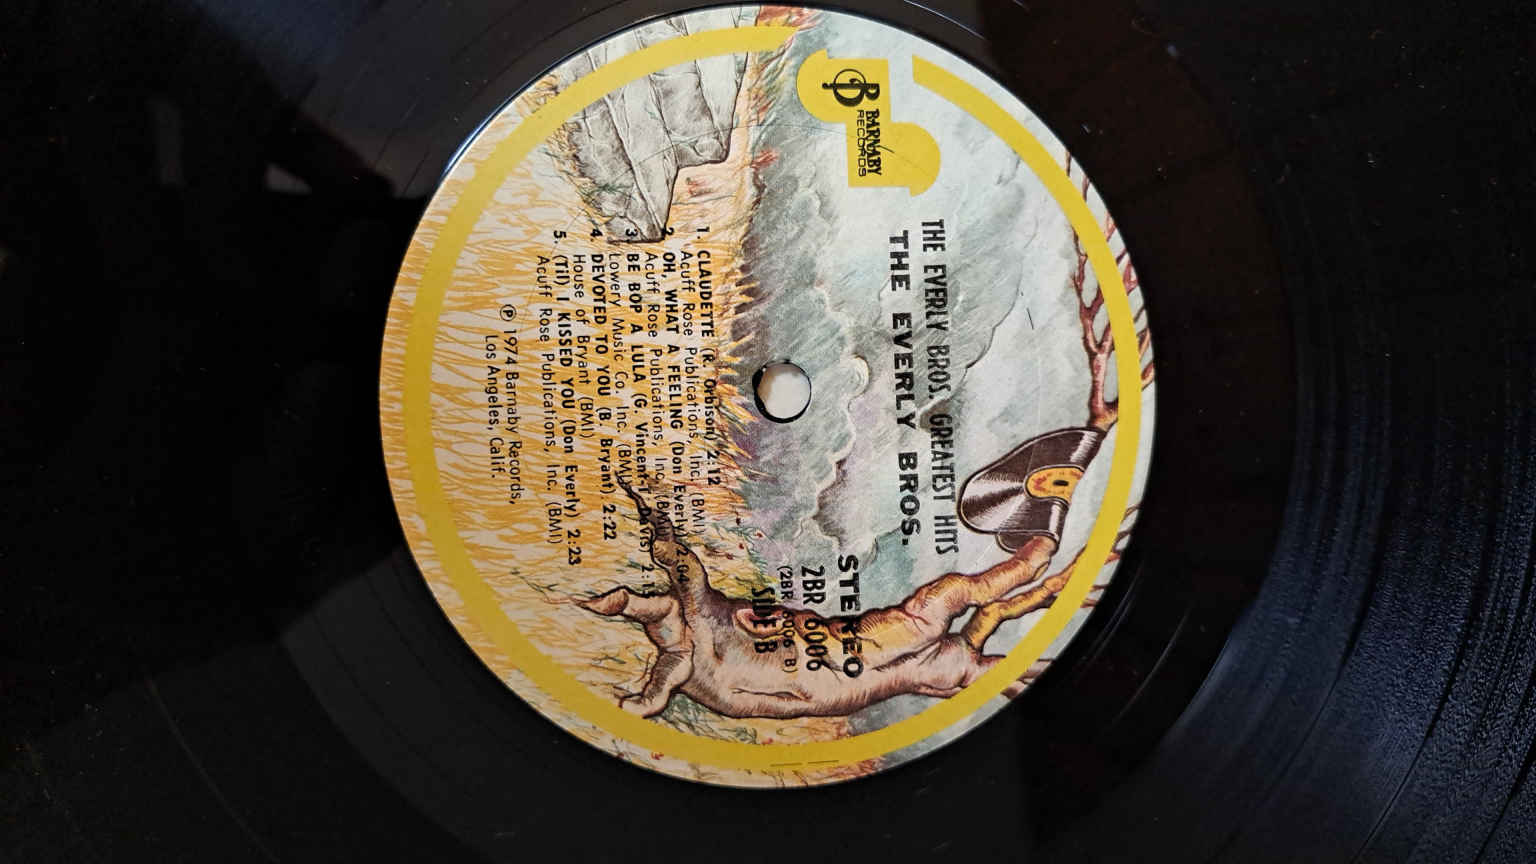 B
BARNABY
RECORDS
THE EVERLY BROS. GREATEST HITS
THE EVERLY BROS.
STEREO
2BR 6006
(2BR 6006 B)
SIDE B
1. CLAUDETTE (R. Orbison) 2:12
Acuff Rose Publications, Inc. (BMI)
2. OH, WHAT A FEELING (Don Everly) 2:04
Acuff Rose Publications, Inc. (BMI)
3. BE BOP A LULA (G. Vincent-T. Davis) 2:15
Lowery Music Co. Inc. (BMI)
4. DEVOTED TO YOU (B. Bryant) 2:22
House of Bryant (BMI)
5. (Til) I KISSED YOU (Don Everly) 2:23
Acuff Rose Publications, Inc. (BMI)
℗ 1974 Barnaby Records,
Los Angeles, Calif.